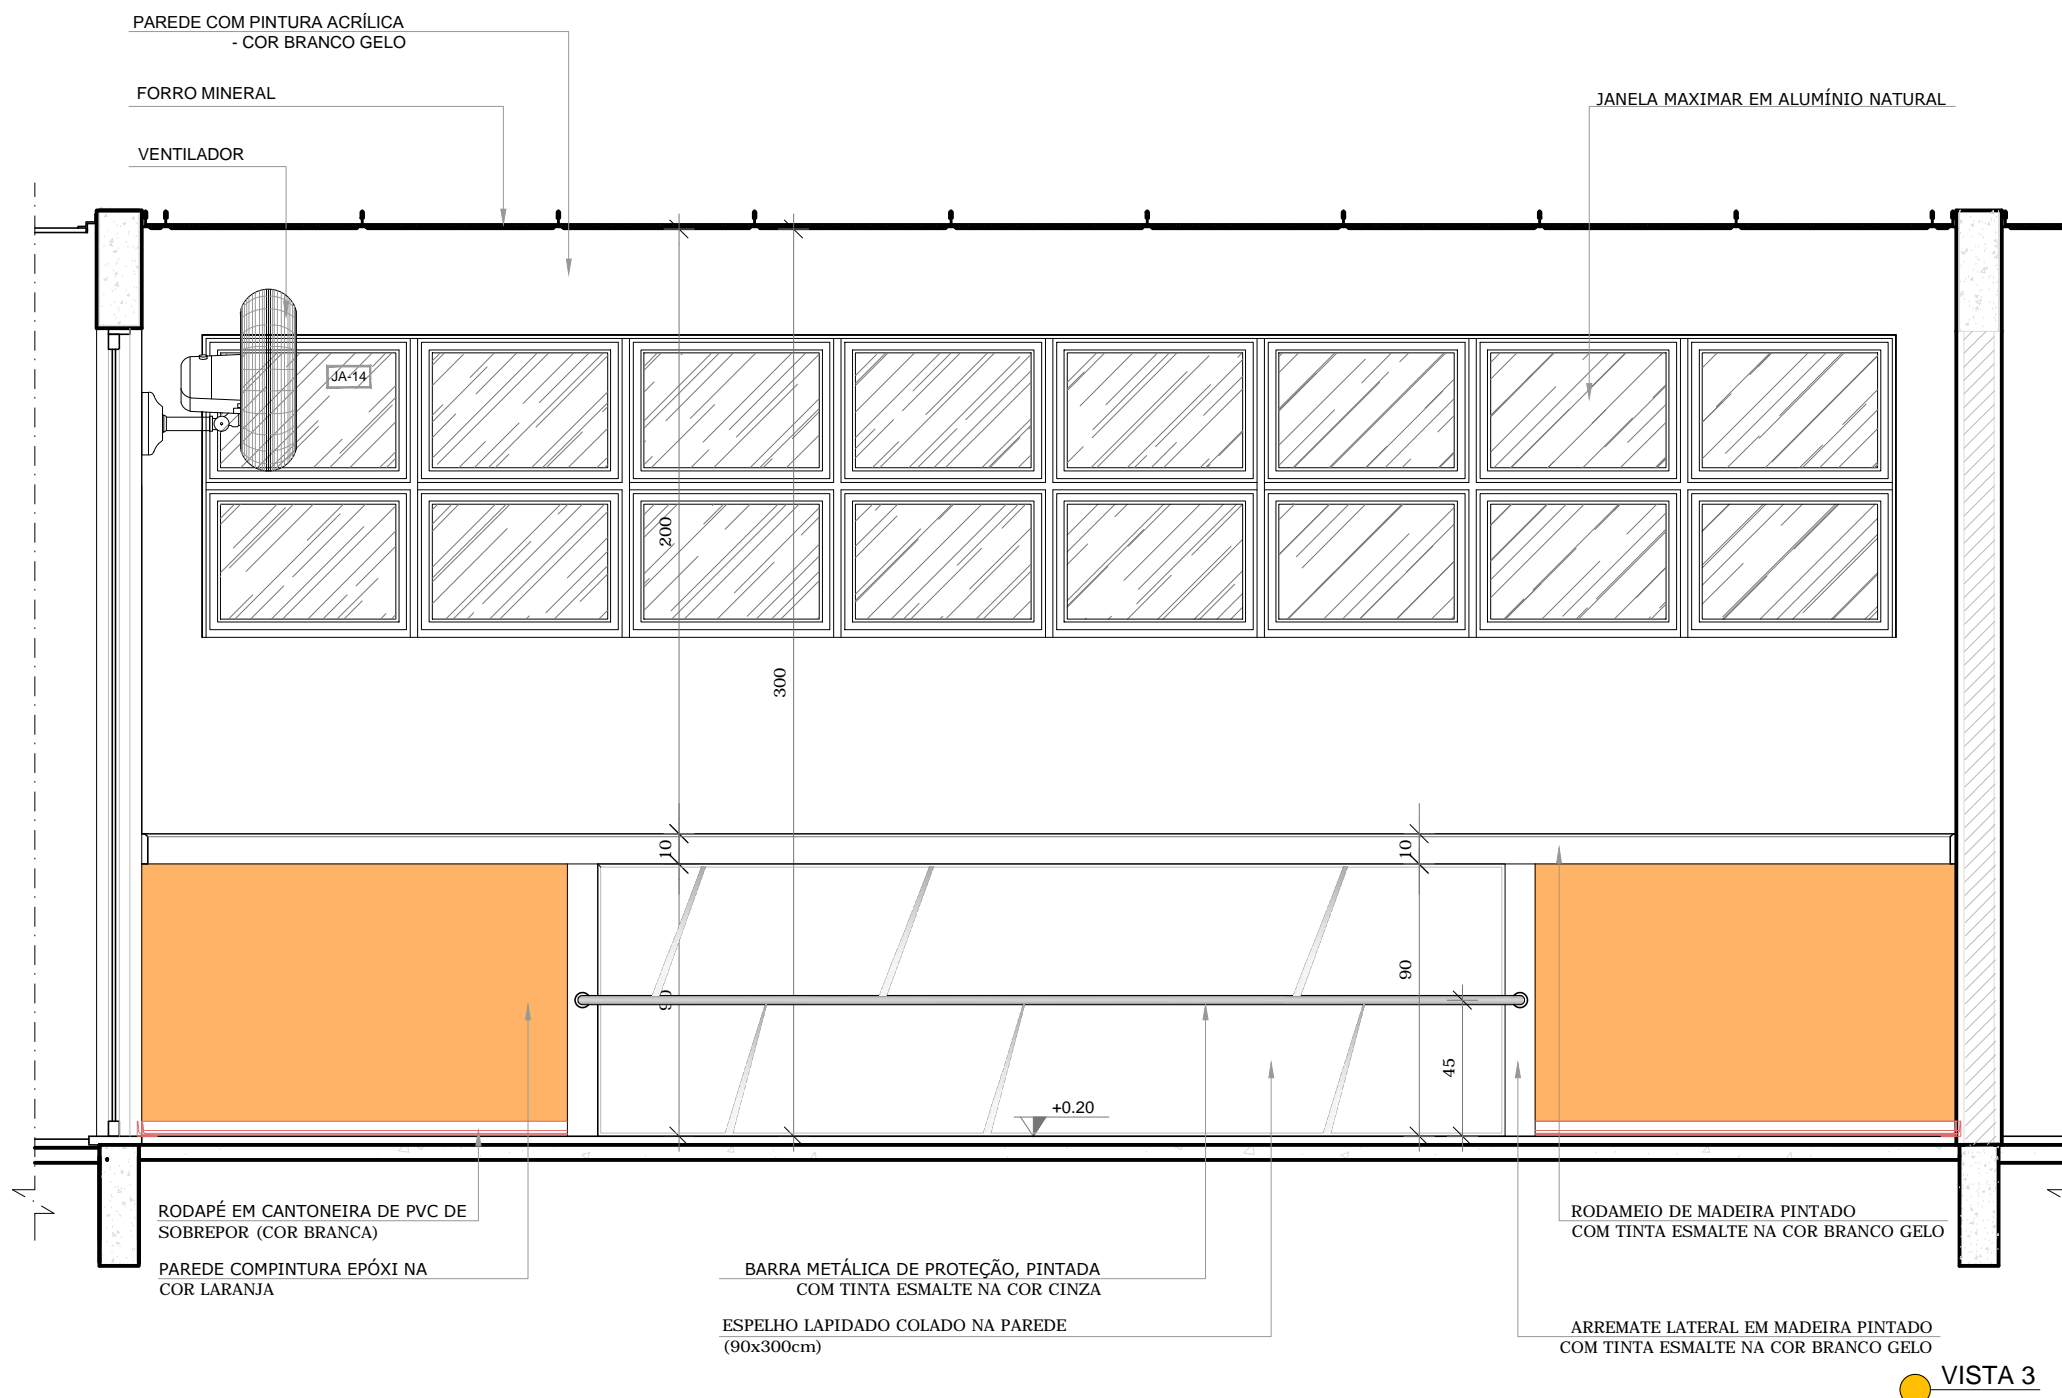 PAREDE COM PINTURA ACRÍLICA
- COR BRANCO GELO
FORRO MINERAL
JANELA MAXIMAR EM ALUMÍNIO NATURAL
VENTILADOR
JA-14
200
300
10
10
90
90
45
+0.20
RODAPÉ EM CANTONEIRA DE PVC DE
SOBREPOR (COR BRANCA)
PAREDE COMPINTURA EPÓXI NA
COR LARANJA
BARRA METÁLICA DE PROTEÇÃO, PINTADA
COM TINTA ESMALTE NA COR CINZA
ESPELHO LAPIDADO COLADO NA PAREDE
(90x300cm)
RODAMEIO DE MADEIRA PINTADO
COM TINTA ESMALTE NA COR BRANCO GELO
ARREMATE LATERAL EM MADEIRA PINTADO
COM TINTA ESMALTE NA COR BRANCO GELO
VISTA 3